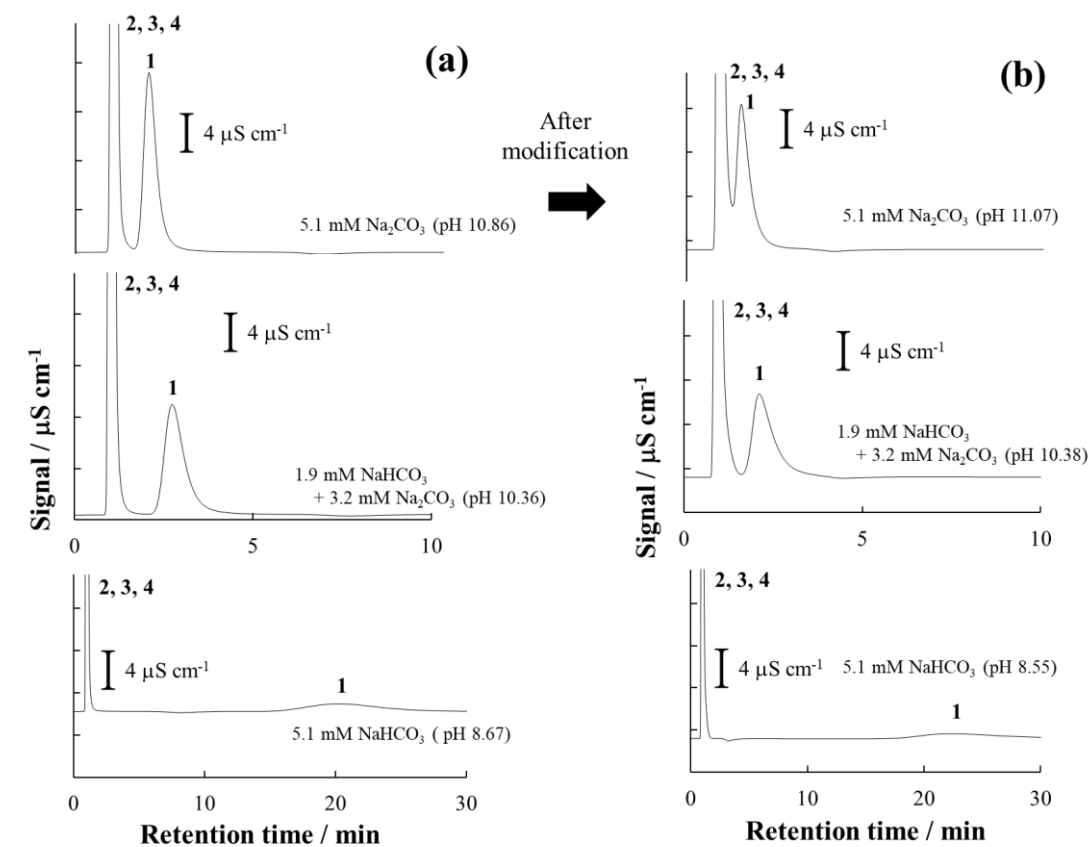 2, 3, 4
1
(a)
4 μS cm-1
5.1 mM Na2CO3 (pH 10.86)
2, 3, 4
4 μS cm-1
1
1.9 mM NaHCO3
+ 3.2 mM Na2CO3 (pH 10.36)
0 5 10
2, 3, 4
4 μS cm-1
1
5.1 mM NaHCO3 ( pH 8.67)
0 10 20 30
Signal / μS cm-1
Retention time / min
After
modification
(b)
2, 3, 4
1
4 μS cm-1
5.1 mM Na2CO3 (pH 11.07)
2, 3, 4
4 μS cm-1
1
1.9 mM NaHCO3
+ 3.2 mM Na2CO3 (pH 10.38)
0 5 10
2, 3, 4
4 μS cm-1
5.1 mM NaHCO3 (pH 8.55)
1
0 10 20 30
Signal / μS cm-1
Retention time / min